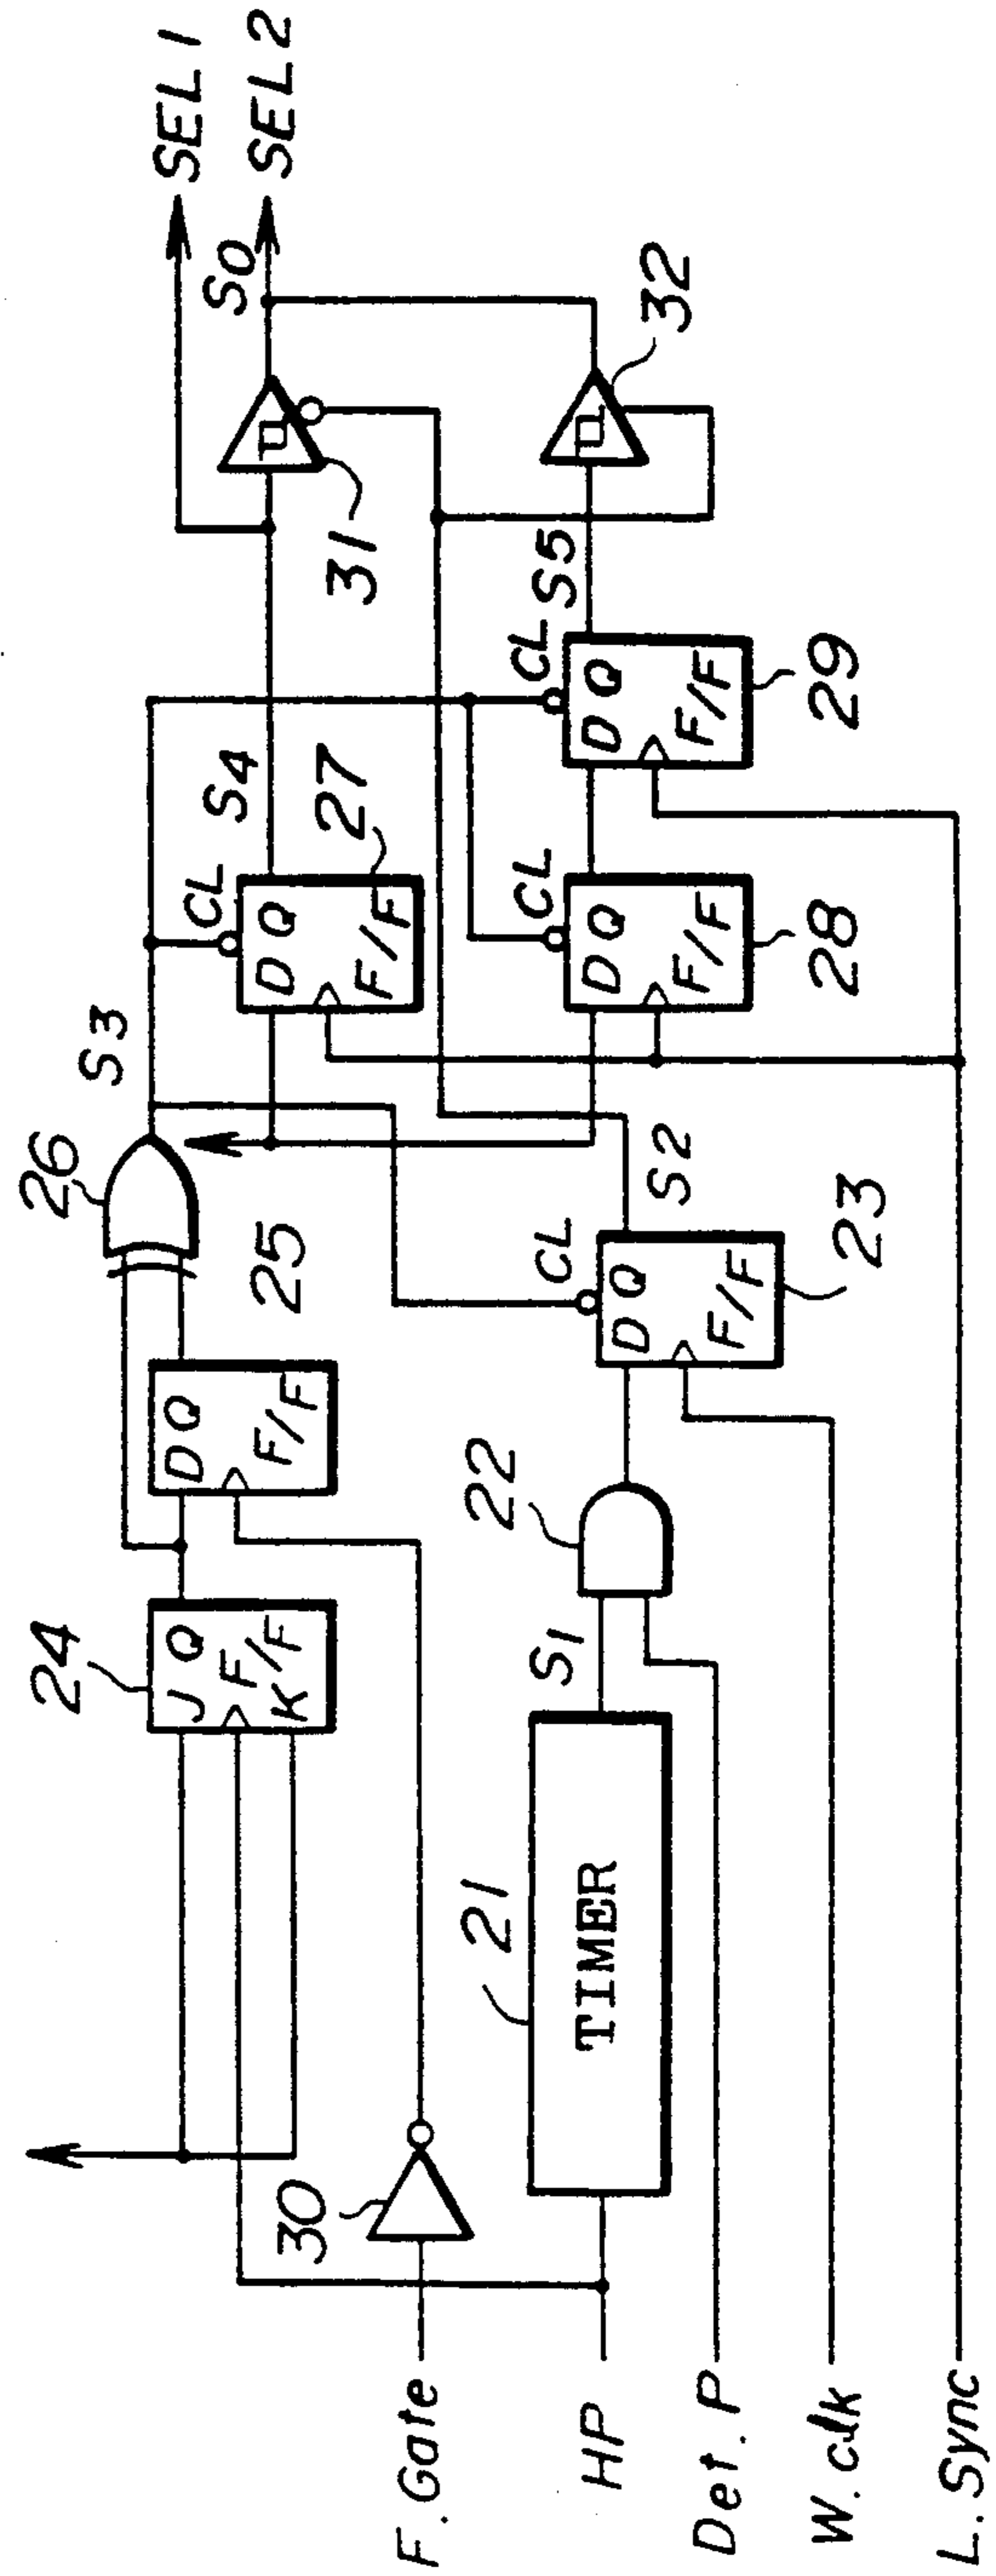 F. Gate
HP
Det. P
W. clk
L. Sync
30
21
TIMER
24
J Q
F/F
K
S1
22
25
D Q
F/F
26
CL
D Q
F/F
23
S2
S3
CL
D Q
F/F
27
S4
CL
D Q
F/F
28
CL
D Q
F/F
29
S5
31
32
S0
SEL 1
SEL 2